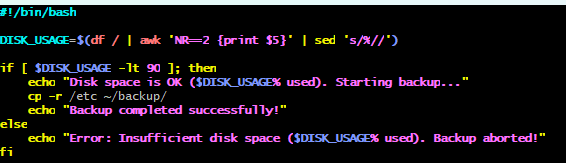 #!/bin/bash
DISK_USAGE=$(df / | awk 'NR==2 {print $5}' | sed 's/%//')
if [ $DISK_USAGE -lt 90 ]; then
    echo "Disk space is OK ($DISK_USAGE% used). Starting backup..."
    cp -r /etc ~/backup/
    echo "Backup completed successfully!"
else
    echo "Error: Insufficient disk space ($DISK_USAGE% used). Backup aborted!"
fi